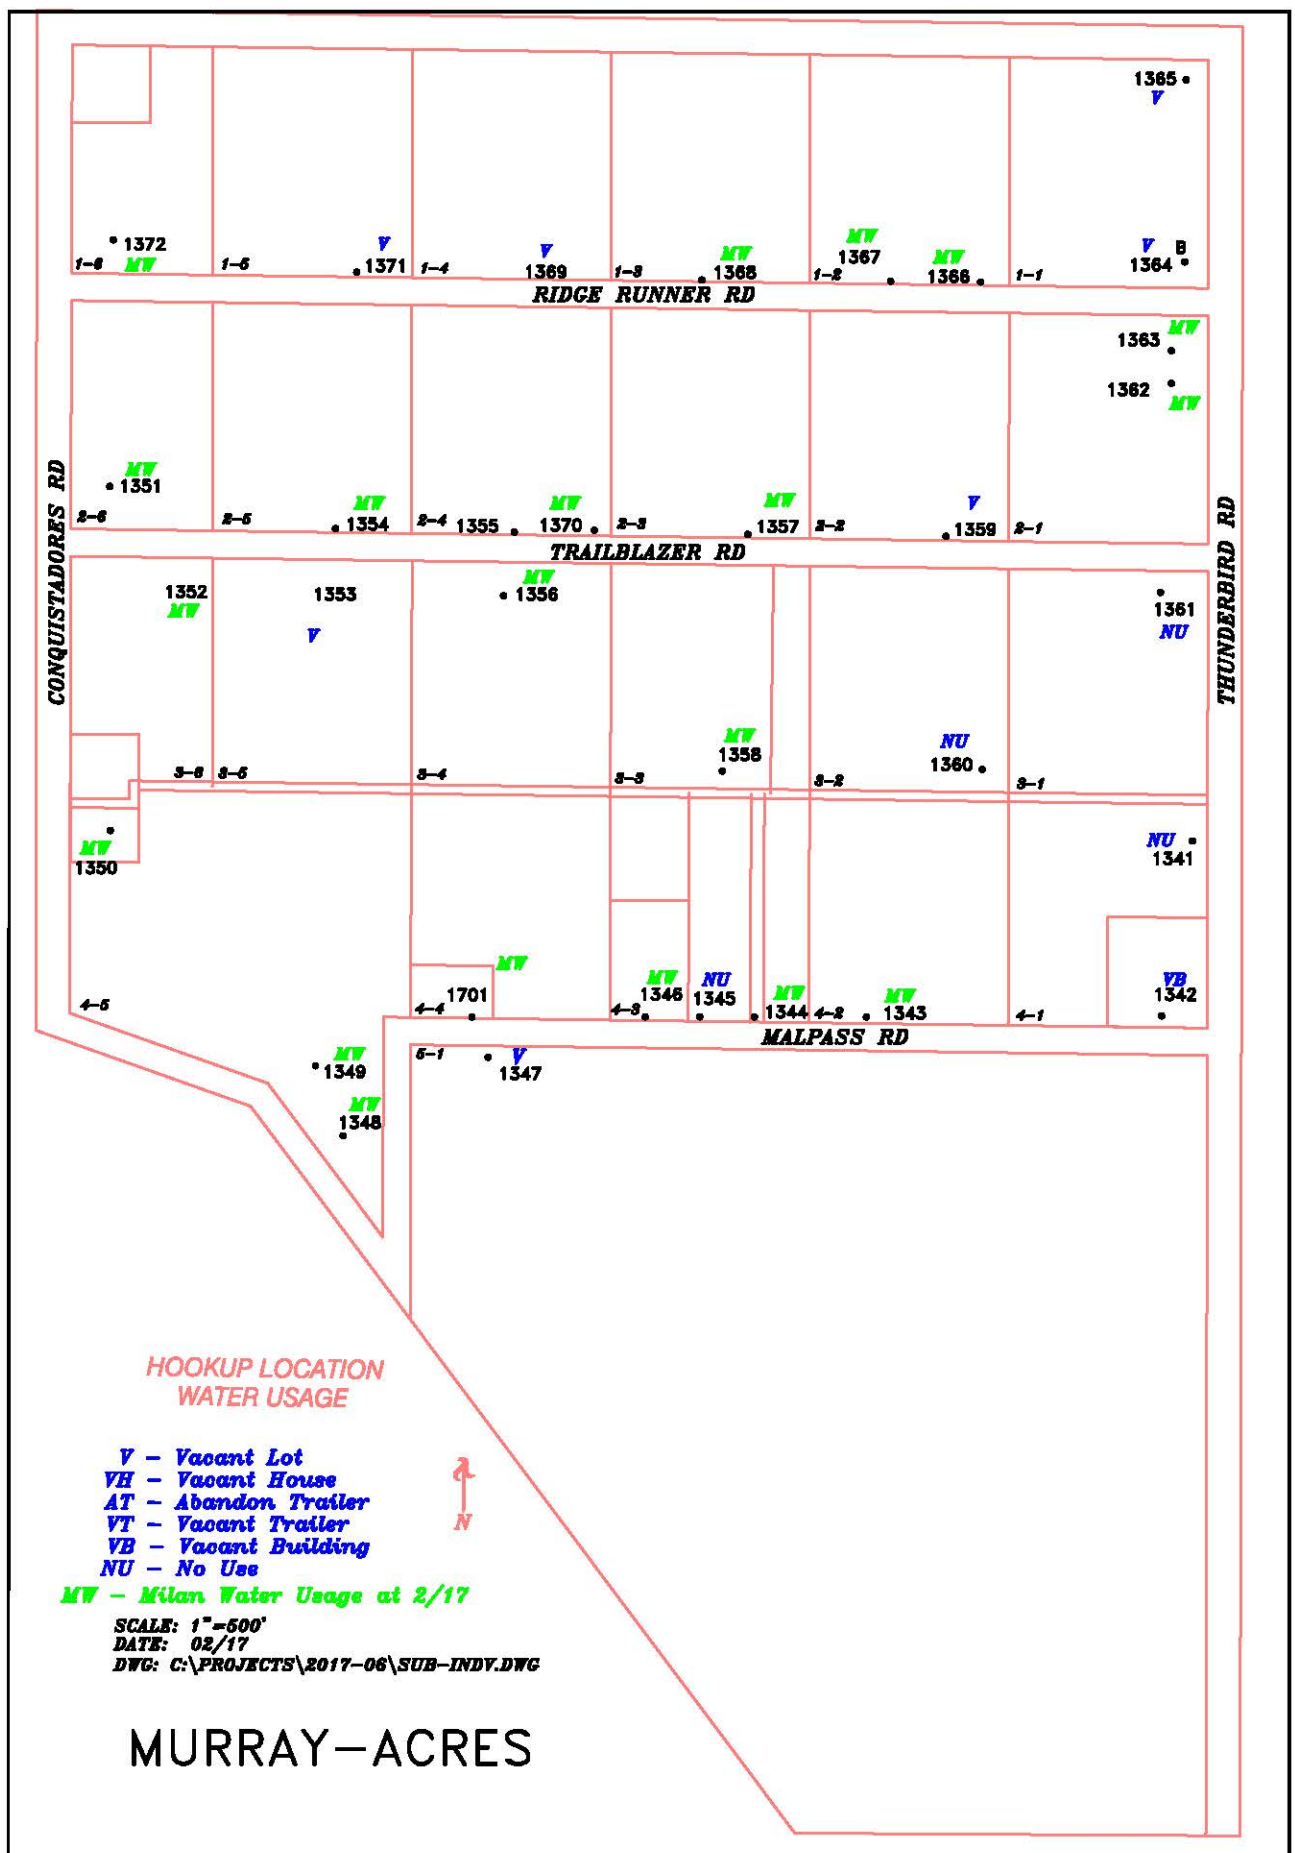 1365
V
1372
MW
1-6
1-5
V
1371
1-4
V
1369
1-3
MW
1368
MW
1367
1-2
MW
1366
1-1
V B
1364
RIDGE RUNNER RD
MW
1363
1362
MW
CONQUISTADORES RD
THUNDERBIRD RD
MW
1351
2-6
2-5
MW
1354
2-4
1355
MW
1370
2-3
MW
1357
2-2
V
1359
2-1
TRAILBLAZER RD
1352
MW
1353
V
MW
1356
1361
NU
MW
1358
NU
1360
3-6
3-5
3-4
3-3
3-2
3-1
MW
1350
NU
1341
4-5
MW
1701
4-4
MW
1346
4-3
NU
1345
MW
1344
4-2
MW
1343
4-1
VB
1342
MALPASS RD
5-1
V
1347
MW
1349
MW
1348
HOOKUP LOCATION
WATER USAGE
V - Vacant Lot
VH - Vacant House
AT - Abandon Trailer
VT - Vacant Trailer
VB - Vacant Building
NU - No Use
MW - Milan Water Usage at 2/17
N
SCALE: 1"=500'
DATE: 02/17
DWG: C:\PROJECTS\2017-06\SUB-INDV.DWG
MURRAY-ACRES